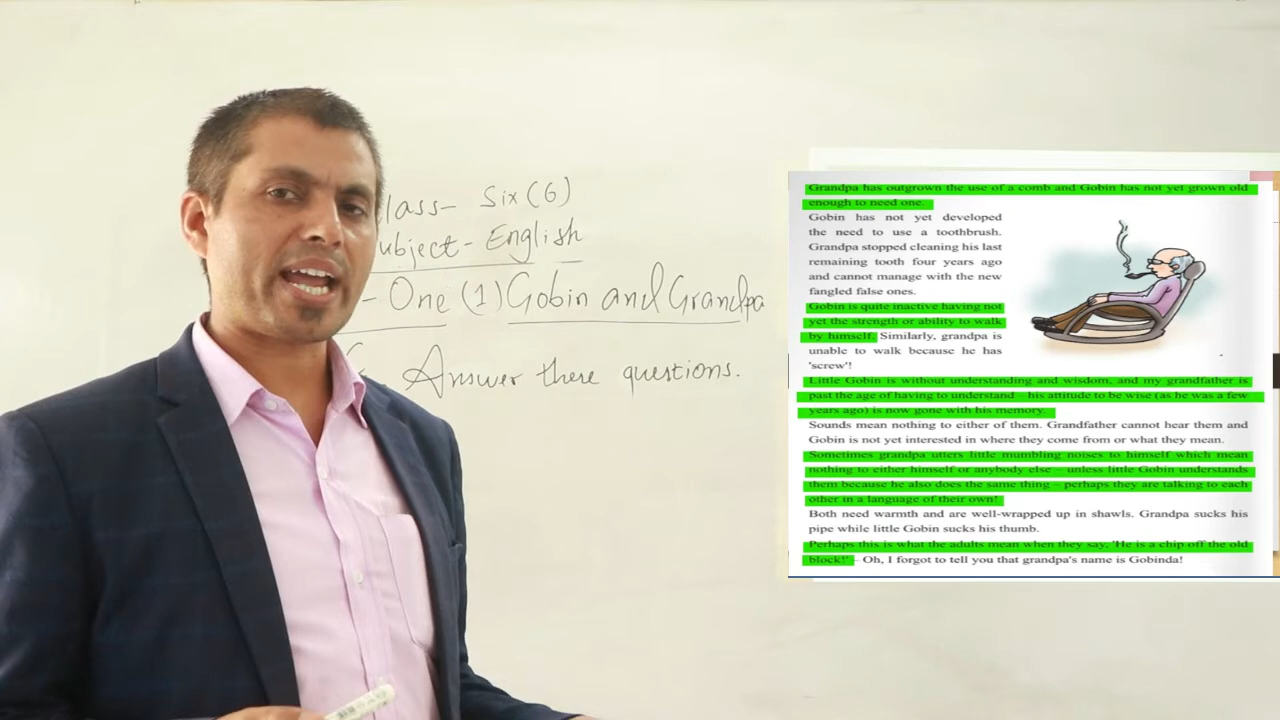 lass- Six (6)
ubject- English
- One (1) Gobin and Grandpa
Answer these questions.
Grandpa has outgrown the use of a comb and Gobin has not yet grown old
enough to need one.
Gobin has not yet developed
the need to use a toothbrush.
Grandpa stopped cleaning his last
remaining tooth four years ago
and cannot manage with the new
fangled false ones.
Gobin is quite inactive having not
yet the strength or ability to walk
by himself. Similarly, grandpa is
unable to walk because he has
'screw'!
Little Gobin is without understanding and wisdom, and my grandfather is
past the age of having to understand – his attitude to be wise (as he was a few
years ago) is now gone with his memory.
Sounds mean nothing to either of them. Grandfather cannot hear them and
Gobin is not yet interested in where they come from or what they mean.
Sometimes grandpa utters little mumbling noises to himself which mean
nothing to either himself or anybody else – unless little Gobin understands
them because he also does the same thing – perhaps they are talking to each
other in a language of their own!
Both need warmth and are well-wrapped up in shawls. Grandpa sucks his
pipe while little Gobin sucks his thumb.
Perhaps this is what the adults mean when they say, 'He is a chip off the old
block!' – Oh, I forgot to tell you that grandpa's name is Gobinda!